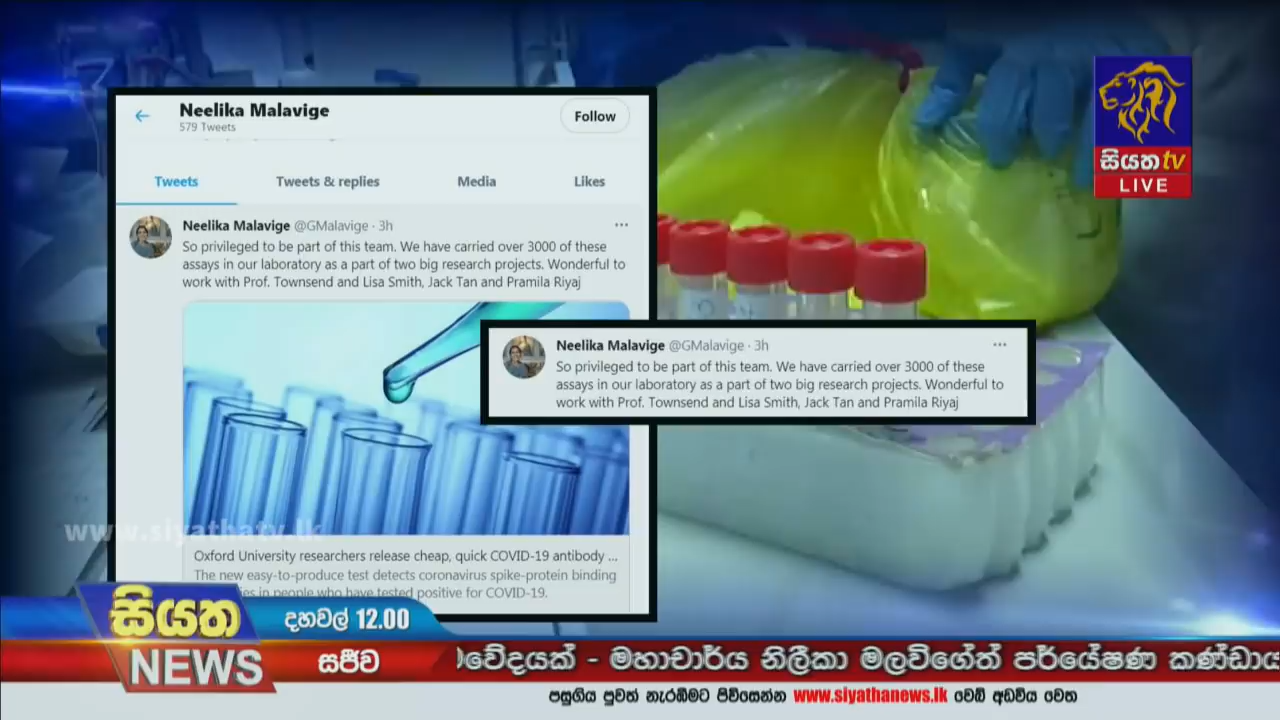 Neelika Malavige
579 Tweets
Follow
Tweets
Tweets & replies
Media
Likes
Neelika Malavige @GMalavige · 3h
So privileged to be part of this team. We have carried over 3000 of these
assays in our laboratory as a part of two big research projects. Wonderful to
work with Prof. Townsend and Lisa Smith, Jack Tan and Pramila Riyaj
Neelika Malavige @GMalavige · 3h
So privileged to be part of this team. We have carried over 3000 of these
assays in our laboratory as a part of two big research projects. Wonderful to
work with Prof. Townsend and Lisa Smith, Jack Tan and Pramila Riyaj
Oxford University researchers release cheap, quick COVID-19 antibody ...
The new easy-to-produce test detects coronavirus spike-protein binding
in people who have tested positive for COVID-19.
සියත tv
LIVE
www.siyathatv.lk
සියත
NEWS
දහවල් 12.00
සජීව
වේදයක් - මහාචාර්ය නිලීකා මලවිගේත් පර්යේෂණ කණ්ඩාය
පසුගිය පුවත් නැරඹීමට පිවිසෙන්න www.siyathanews.lk වෙබ් අඩවිය වෙත